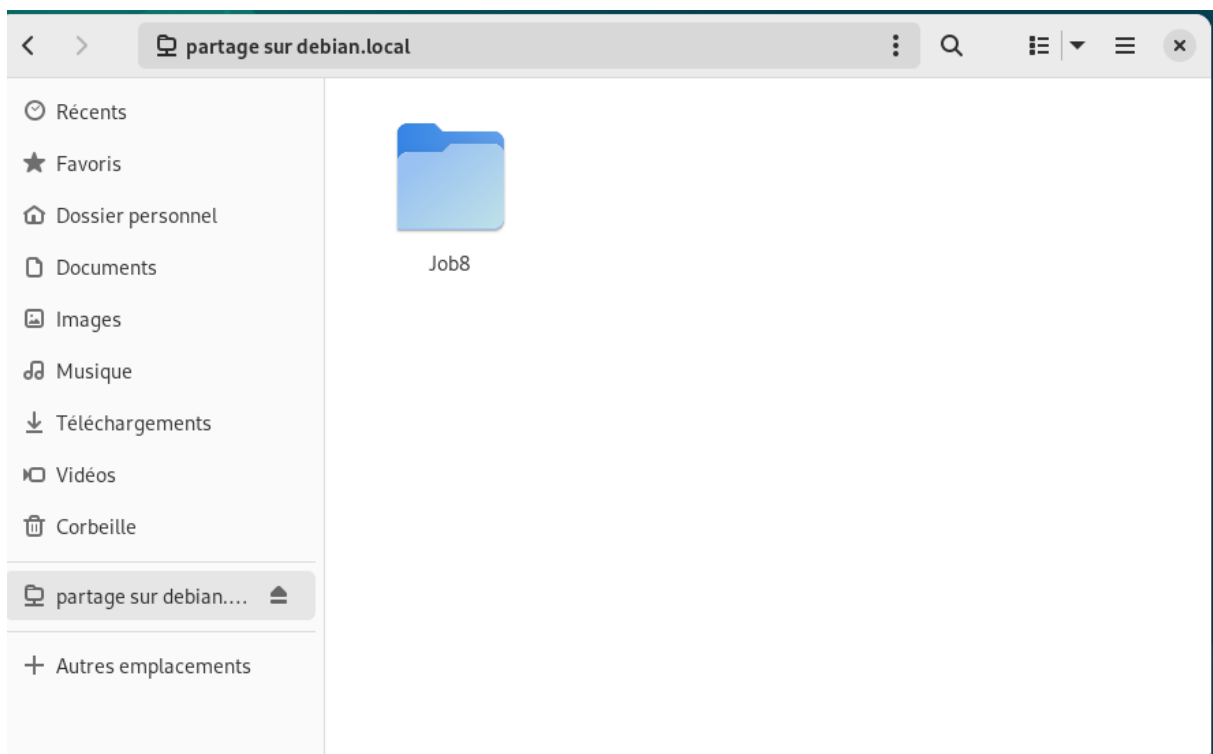 partage sur debian.local
Récents
Favoris
Dossier personnel
Documents
Images
Musique
Téléchargements
Vidéos
Corbeille
partage sur debian....
Autres emplacements
Job8